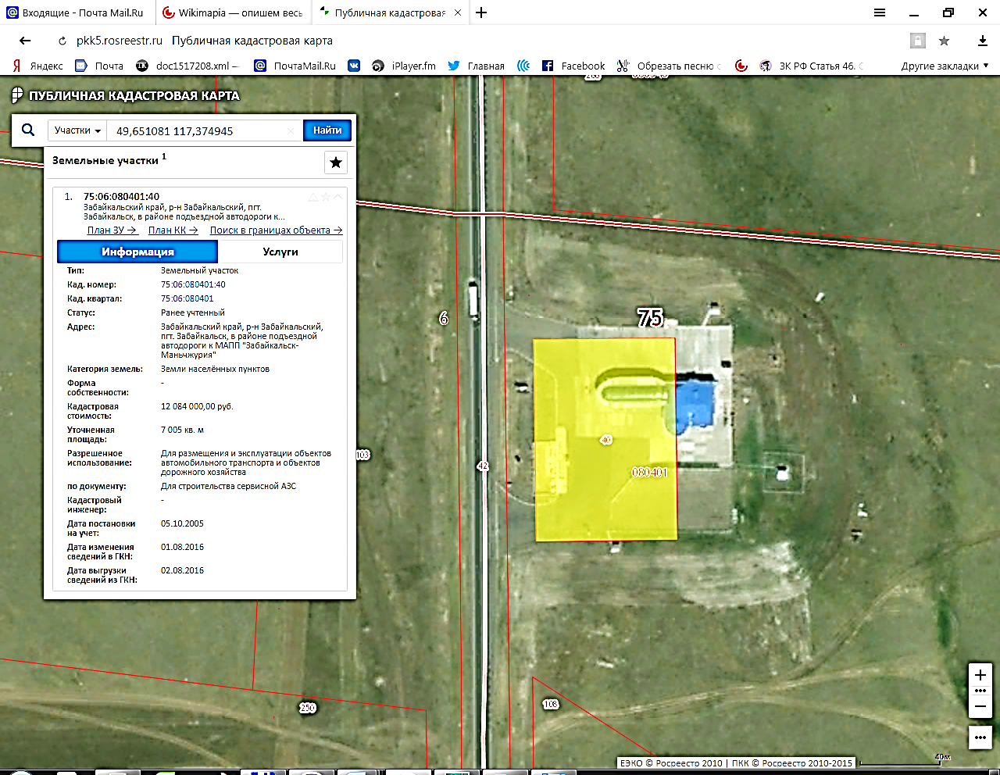 Входящие - Почта Mail.Ru
Wikimapia — опишем весь
Публичная кадастровая
pkk5.rosreestr.ru Публичная кадастровая карта
Яндекс
Почта
doc1517208.xml —
ПочтаMail.Ru
iPlayer.fm
Главная
Facebook
Обрезать песню
ЗК РФ Статья 46.
Другие закладки
ПУБЛИЧНАЯ КАДАСТРОВАЯ КАРТА
Участки
49,651081 117,374945
Найти
Земельные участки 1
1. 75:06:080401:40
Забайкальский край, р-н Забайкальский, пгт.
Забайкальск, в районе подъездной автодороги к...
План ЗУ → План КК → Поиск в границах объекта →
Информация Услуги
Тип: Земельный участок
Кад. номер: 75:06:080401:40
Кад. квартал: 75:06:080401
Статус: Ранее учтенный
Адрес: Забайкальский край, р-н Забайкальский,
пгт. Забайкальск, в районе подъездной
автодороги к МАПП "Забайкальск-
Маньчжурия"
Категория земель: Земли населённых пунктов
Форма
собственности: -
Кадастровая
стоимость: 12 084 000,00 руб.
Уточненная
площадь: 7 005 кв. м
Разрешенное
использование: Для размещения и эксплуатации объектов
автомобильного транспорта и объектов
дорожного хозяйства
по документу: Для строительства сервисной АЗС
Кадастровый
инженер: -
Дата постановки
на учет: 05.10.2005
Дата изменения
сведений в ГКН: 01.08.2016
Дата выгрузки
сведений из ГКН: 02.08.2016
6
75
103
42
40
080401
250
108
ЕЭКО © Росреестр 2010 | ПКК © Росреестр 2010-2015
40м